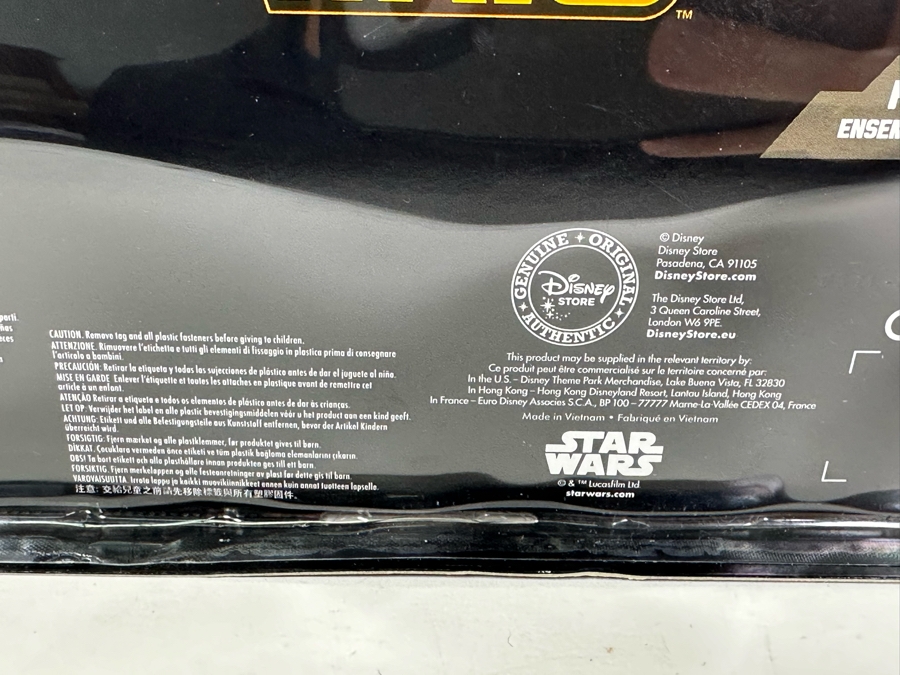 ™
ENSEM
CAUTION. Remove tag and all plastic fasteners before giving to children.
ATTENZIONE. Rimuovere l'etichetta e tutti gli elementi di fissaggio in plastica prima di consegnare
l'articolo a bambini.
PRECAUCIÓN: Retirar la etiqueta y todas las sujecciones de plástico antes de dar el juguete al niño.
MISE EN GARDE Enlever l'étiquette et toutes les attaches en plastique avant de remettre cet
article à un enfant.
ATENÇÃO Retirar a etiqueta e todos os elementos de plástico antes de dar às crianças.
LET OP: Verwijder het label en alle plastic bevestigingsmiddelen vóór u het product aan een kind geeft.
ACHTUNG: Etikett und alle Befestigungsteile aus Kunststoff entfernen, bevor der Artikel Kindern
überreicht wird.
FORSIGTIG: Fjern mærket og alle plastklemmer, før produktet gives til børn.
DİKKAT. Çocuklara vermeden önce etiketi ve tüm plastik bağlama elemanlarını çıkarın.
OBS! Ta bort etikett och alla plasthållare innan produkten ges till ett barn.
FORSIKTIG. Fjern merkelappen og alle festeanretninger av plast før dette gis til barn.
VAROVAISUUTTA. Irrota lappu ja kaikki muovikiinnikkeet ennen kuin annat tuotteen lapselle.
注意: 交給兒童之前請先移除標籤與所有塑膠固件。
GENUINE ORIGINAL AUTHENTIC
Disney
STORE
© Disney
Disney Store
Pasadena, CA 91105
DisneyStore.com
The Disney Store Ltd,
3 Queen Caroline Street,
London W6 9PE.
DisneyStore.eu
This product may be supplied in the relevant territory by:
Ce produit peut être commercialisé sur le territoire concerné par:
In the U.S. – Disney Theme Park Merchandise, Lake Buena Vista, FL 32830
In Hong Kong – Hong Kong Disneyland Resort, Lantau Island, Hong Kong
In France – Euro Disney Associes S.C.A., BP 100 – 77777 Marne-La-Vallée CEDEX 04, France
Made in Vietnam • Fabriqué en Vietnam
STAR
WARS
© & ™ Lucasfilm Ltd.
starwars.com